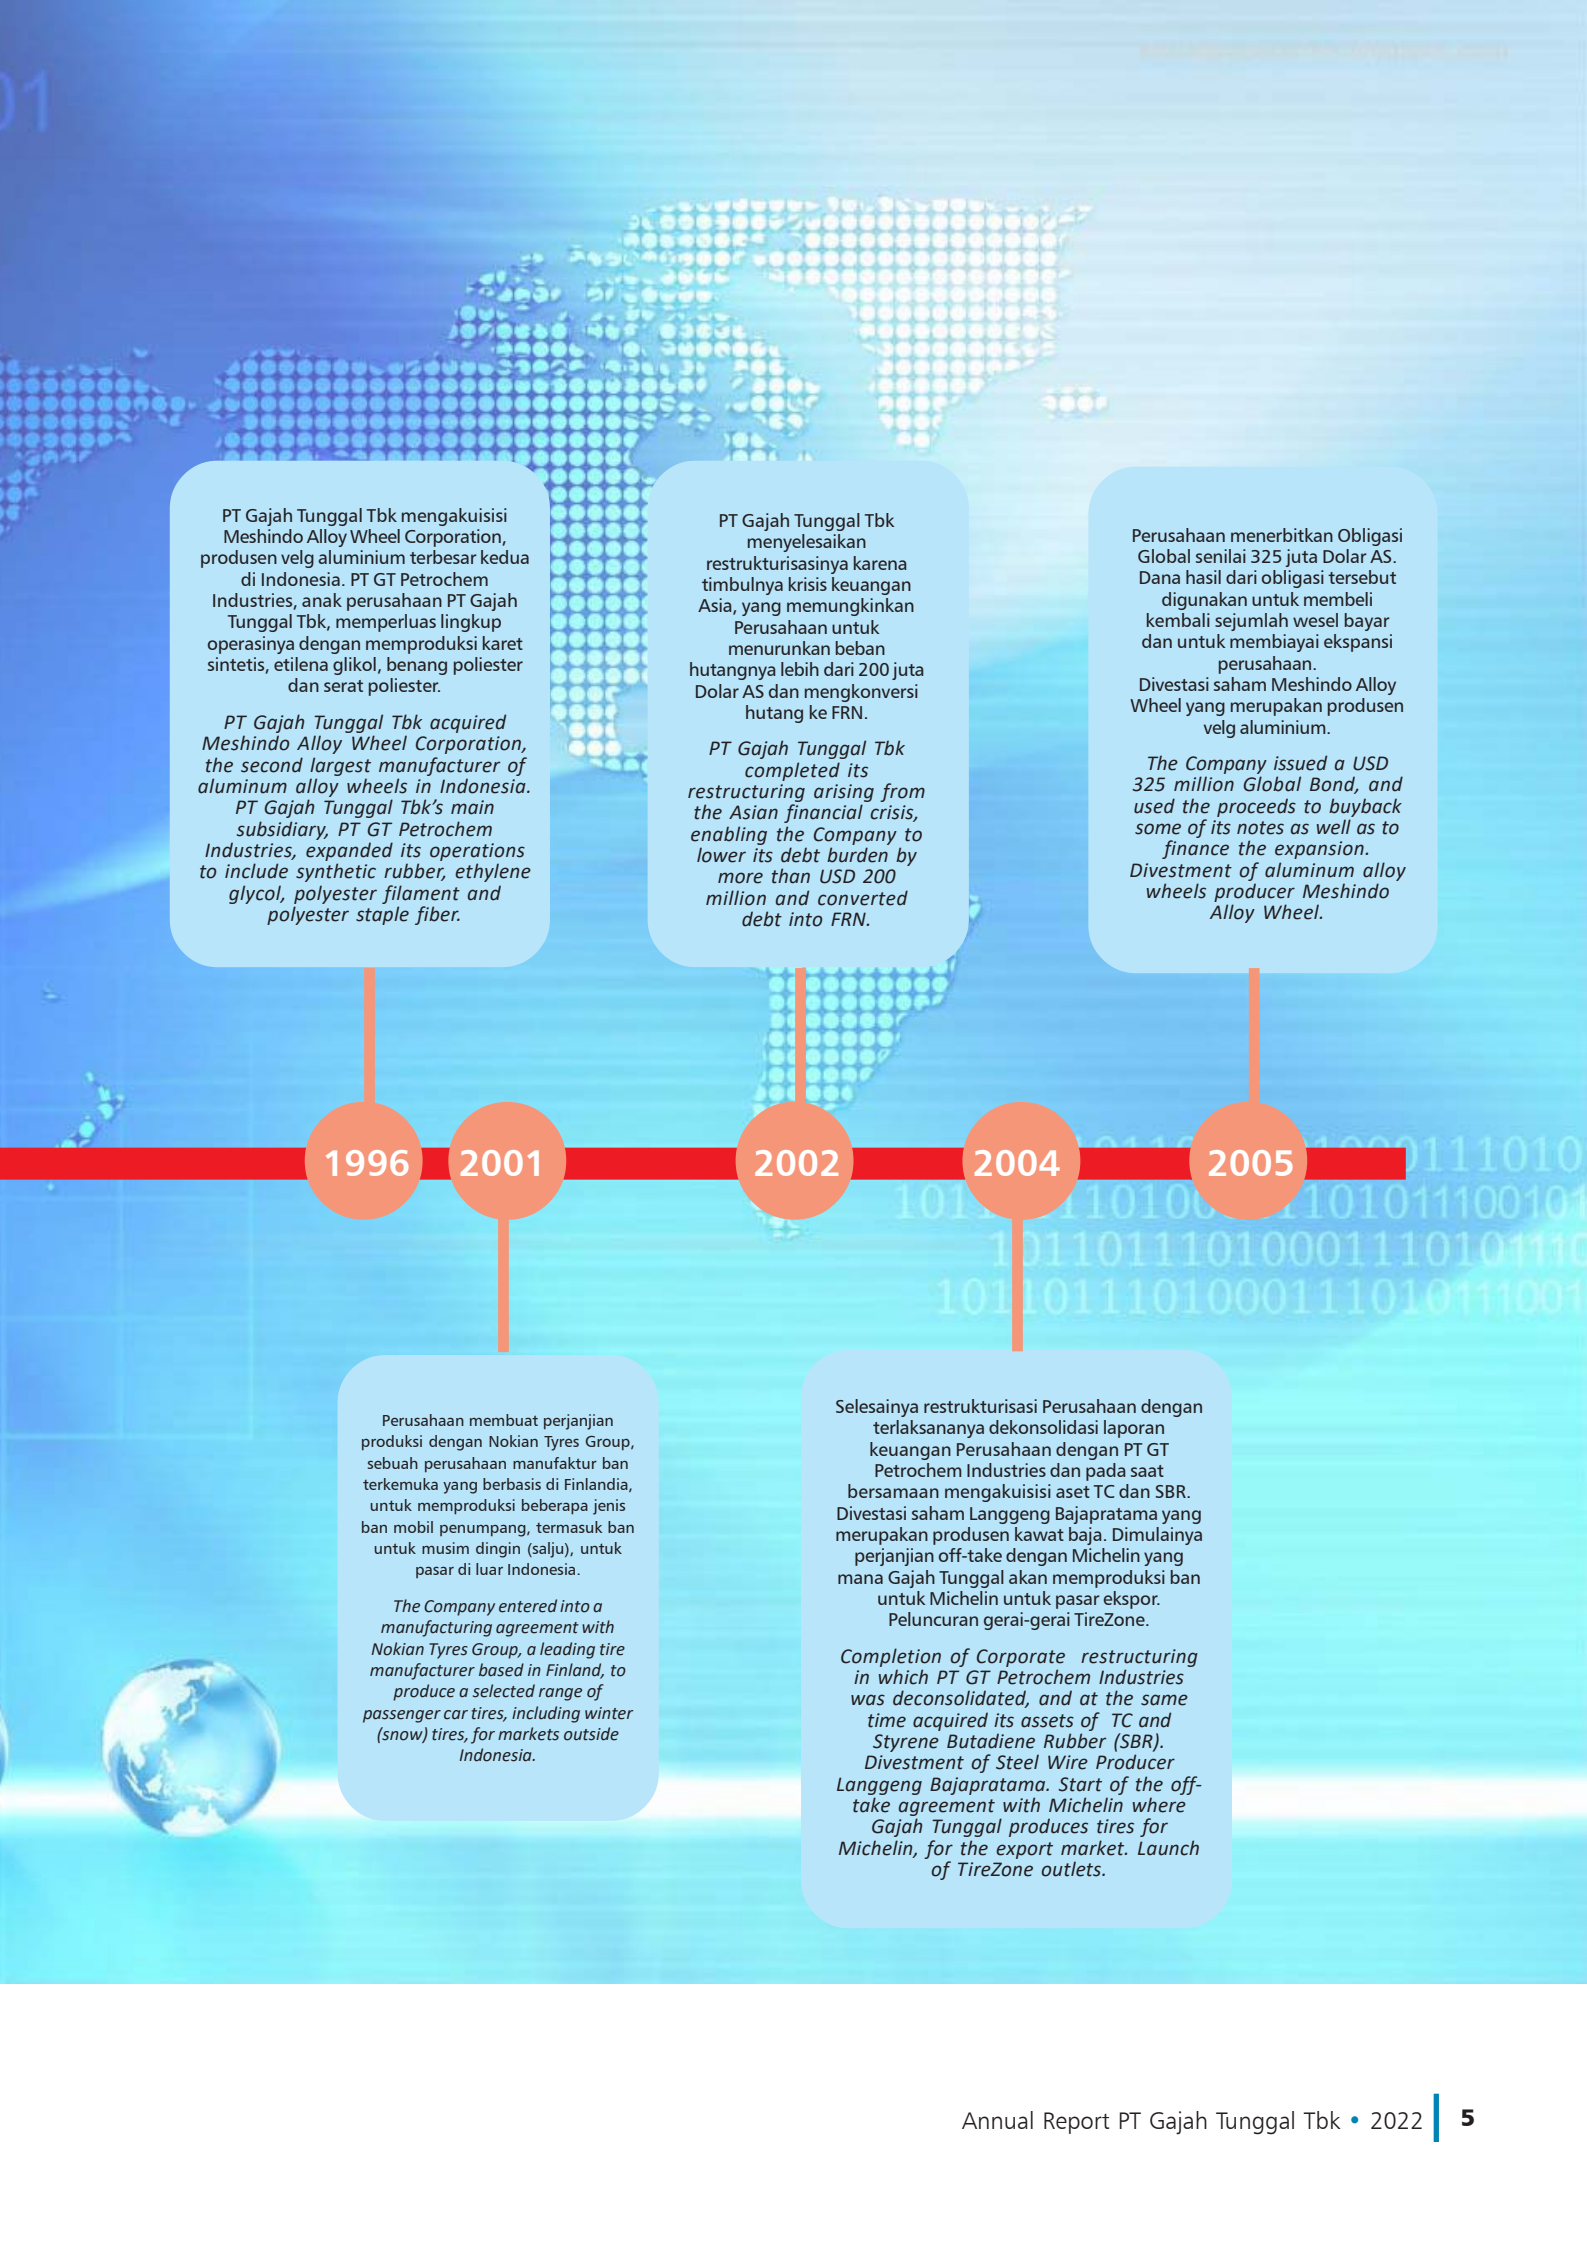 PT Gajah Tunggal Tbk mengakuisisi
Meshindo Alloy Wheel Corporation,
produsen velg aluminium terbesar kedua
di Indonesia. PT GT Petrochem
Industries, anak perusahaan PT Gajah
Tunggal Tbk, memperluas lingkup
operasinya dengan memproduksi karet
sintetis, etilena glikol, benang poliester
dan serat poliester.
PT Gajah Tunggal Tbk acquired
Meshindo Alloy Wheel Corporation,
the second largest manufacturer of
aluminum alloy wheels in Indonesia.
PT Gajah Tunggal Tbk’s main
subsidiary, PT GT Petrochem
Industries, expanded its operations
to include synthetic rubber, ethylene
glycol, polyester filament and
polyester staple fiber.
PT Gajah Tunggal Tbk
menyelesaikan
restrukturisasinya karena
timbulnya krisis keuangan
Asia, yang memungkinkan
Perusahaan untuk
menurunkan beban
hutangnya lebih dari 200 juta
Dolar AS dan mengkonversi
hutang ke FRN.
PT Gajah Tunggal Tbk
completed its
restructuring arising from
the Asian financial crisis,
enabling the Company to
lower its debt burden by
more than USD 200
million and converted
debt into FRN.
Perusahaan menerbitkan Obligasi
Global senilai 325 juta Dolar AS.
Dana hasil dari obligasi tersebut
digunakan untuk membeli
kembali sejumlah wesel bayar
dan untuk membiayai ekspansi
perusahaan.
Divestasi saham Meshindo Alloy
Wheel yang merupakan produsen
velg aluminium.
The Company issued a USD
325 million Global Bond, and
used the proceeds to buyback
some of its notes as well as to
finance the expansion.
Divestment of aluminum alloy
wheels producer Meshindo
Alloy Wheel.
1996 2001 2002 2004 2005
Perusahaan membuat perjanjian
produksi dengan Nokian Tyres Group,
sebuah perusahaan manufaktur ban
terkemuka yang berbasis di Finlandia,
untuk memproduksi beberapa jenis
ban mobil penumpang, termasuk ban
untuk musim dingin (salju), untuk
pasar di luar Indonesia.
The Company entered into a
manufacturing agreement with
Nokian Tyres Group, a leading tire
manufacturer based in Finland, to
produce a selected range of
passenger car tires, including winter
(snow) tires, for markets outside
Indonesia.
Selesainya restrukturisasi Perusahaan dengan
terlaksananya dekonsolidasi laporan
keuangan Perusahaan dengan PT GT
Petrochem Industries dan pada saat
bersamaan mengakuisisi aset TC dan SBR.
Divestasi saham Langgeng Bajapratama yang
merupakan produsen kawat baja. Dimulainya
perjanjian off-take dengan Michelin yang
mana Gajah Tunggal akan memproduksi ban
untuk Michelin untuk pasar ekspor.
Peluncuran gerai-gerai TireZone.
Completion of Corporate restructuring
in which PT GT Petrochem Industries
was deconsolidated, and at the same
time acquired its assets of TC and
Styrene Butadiene Rubber (SBR).
Divestment of Steel Wire Producer
Langgeng Bajapratama. Start of the off-
take agreement with Michelin where
Gajah Tunggal produces tires for
Michelin, for the export market. Launch
of TireZone outlets.
Annual Report PT Gajah Tunggal Tbk • 2022 5